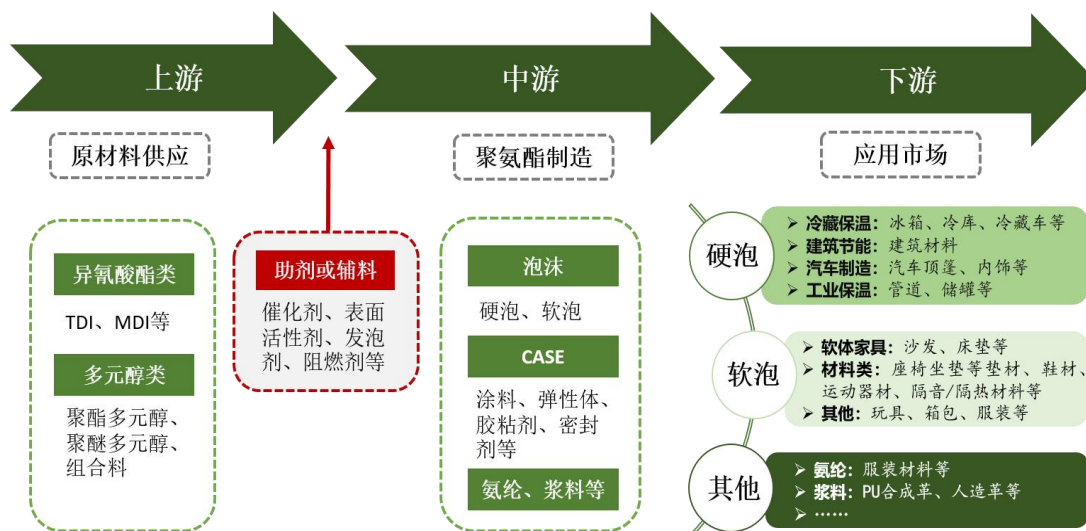 上游
中游
下游
原材料供应
聚氨酯制造
应用市场
异氰酸酯类
TDI、MDI等
多元醇类
聚酯多元醇、
聚醚多元醇、
组合料
助剂或辅料
催化剂、表面
活性剂、发泡
剂、阻燃剂等
泡沫
硬泡、软泡
CASE
涂料、弹性体、
胶粘剂、密封
剂等
氨纶、浆料等
硬泡
➢ 冷藏保温：冰箱、冷库、冷藏车等
➢ 建筑节能：建筑材料
➢ 汽车制造：汽车顶篷、内饰等
➢ 工业保温：管道、储罐等
软泡
➢ 软体家具：沙发、床垫等
➢ 材料类：座椅坐垫等垫材、鞋材、
运动器材、隔音/隔热材料等
➢ 其他：玩具、箱包、服装等
其他
➢ 氨纶：服装材料等
➢ 浆料：PU合成革、人造革等
➢ ……